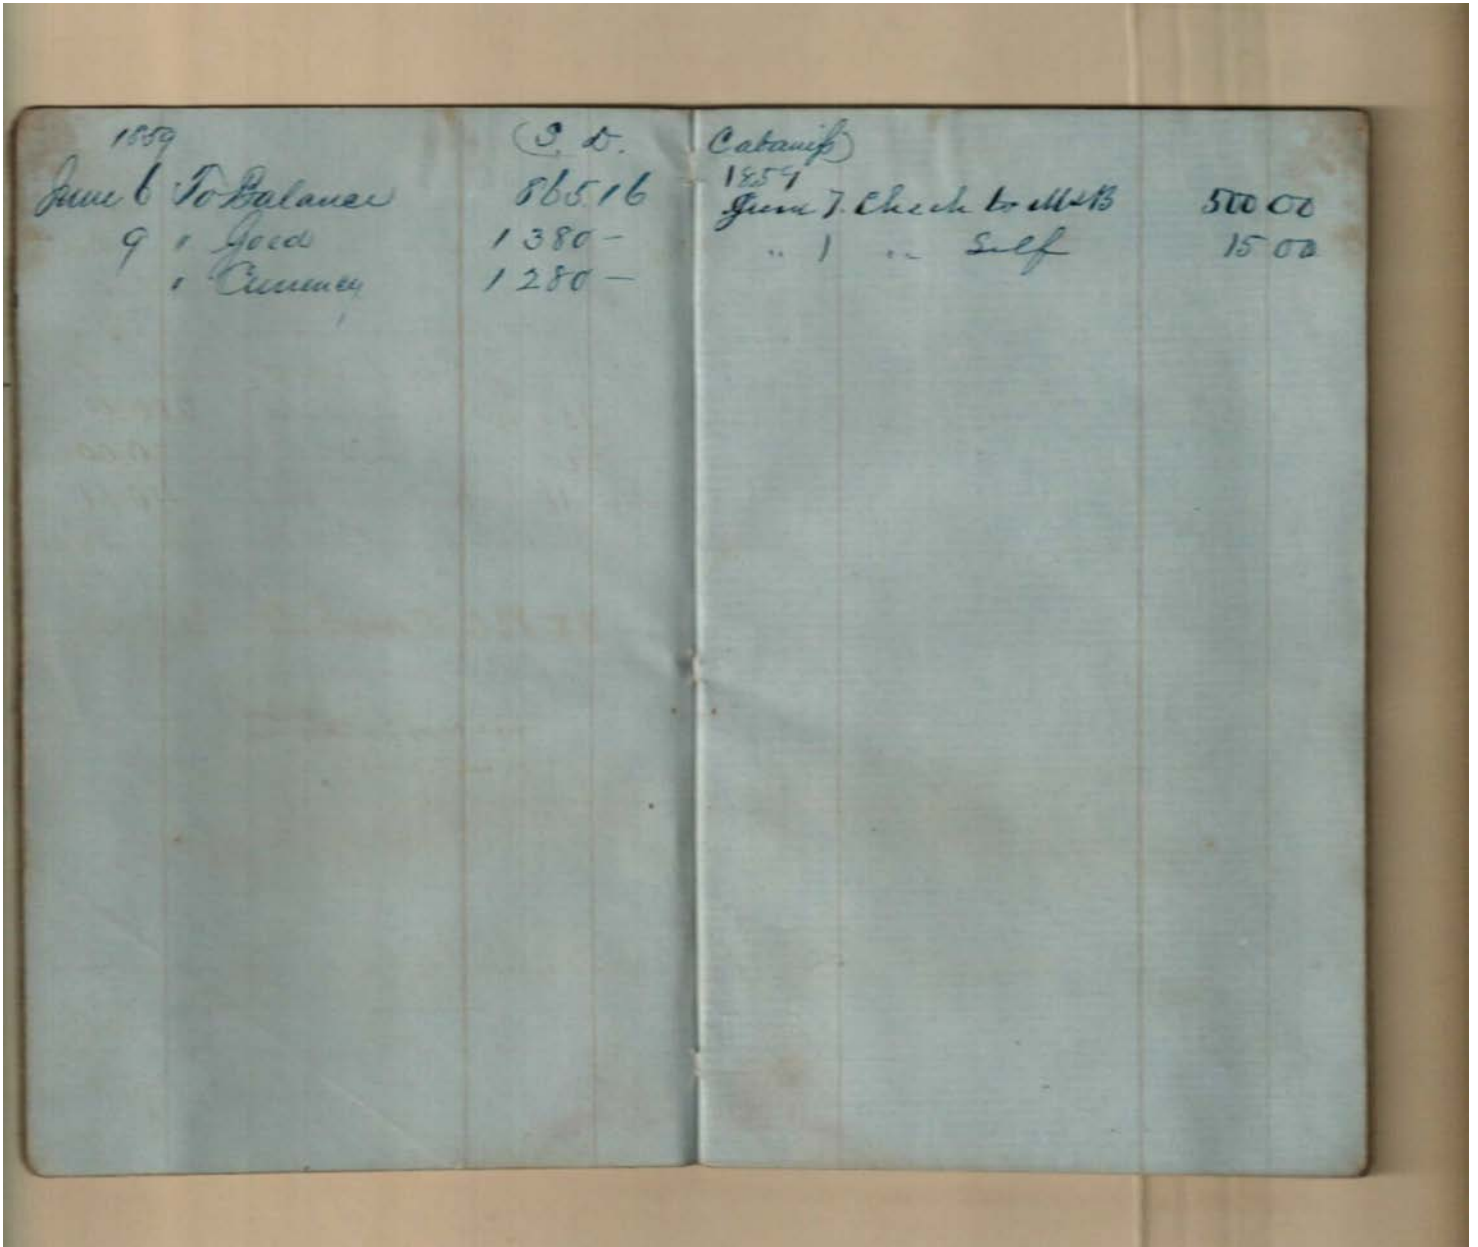 1859 (S. D.
June 6 To Balance 865 16
9 " Gold 1380 –
" Currency 1280 –
Cabaniss)
1859
June 7. Check to 500 00
" " " Self 15 00